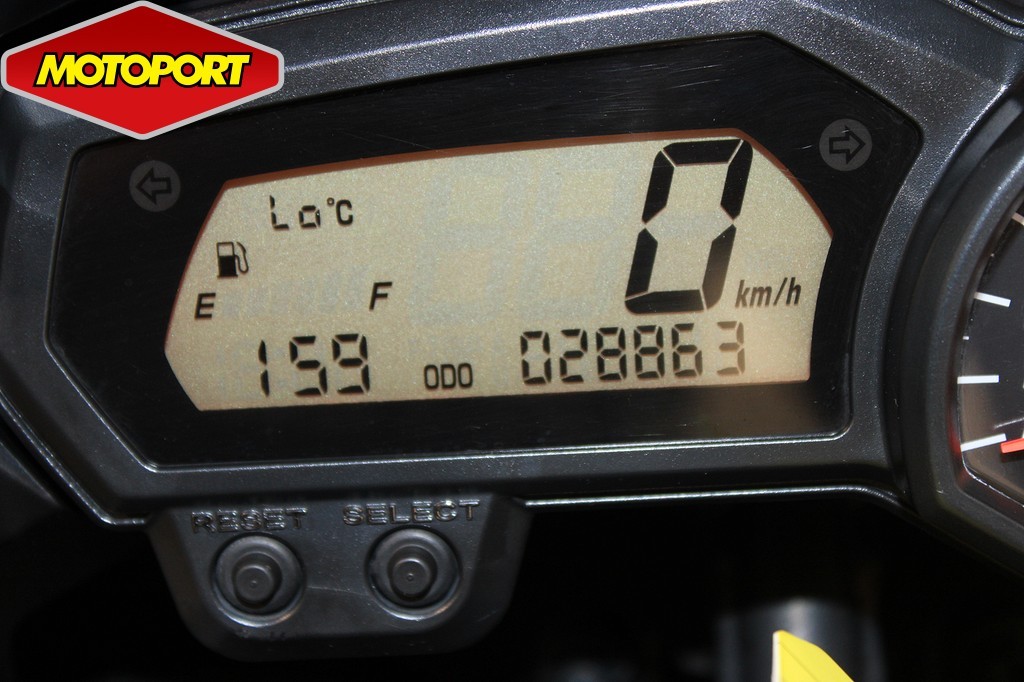 MOTOPORT
Lo°C
0 km/h
E F
159 ODO 028863
RESET SELECT